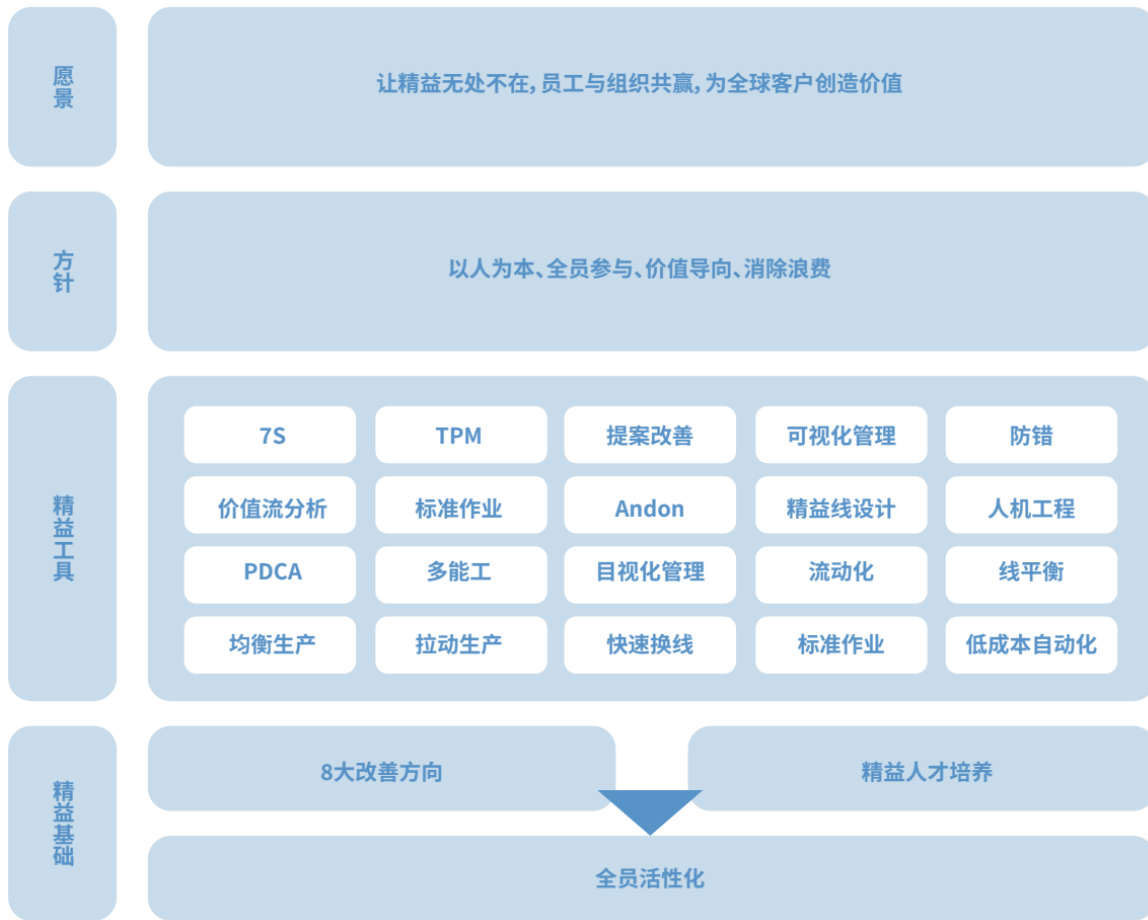 愿景
让精益无处不在,员工与组织共赢,为全球客户创造价值
方针
以人为本、全员参与、价值导向、消除浪费
精益工具
7S
TPM
提案改善
可视化管理
防错
价值流分析
标准作业
Andon
精益线设计
人机工程
PDCA
多能工
目视化管理
流动化
线平衡
均衡生产
拉动生产
快速换线
标准作业
低成本自动化
精益基础
8大改善方向
精益人才培养
全员活性化